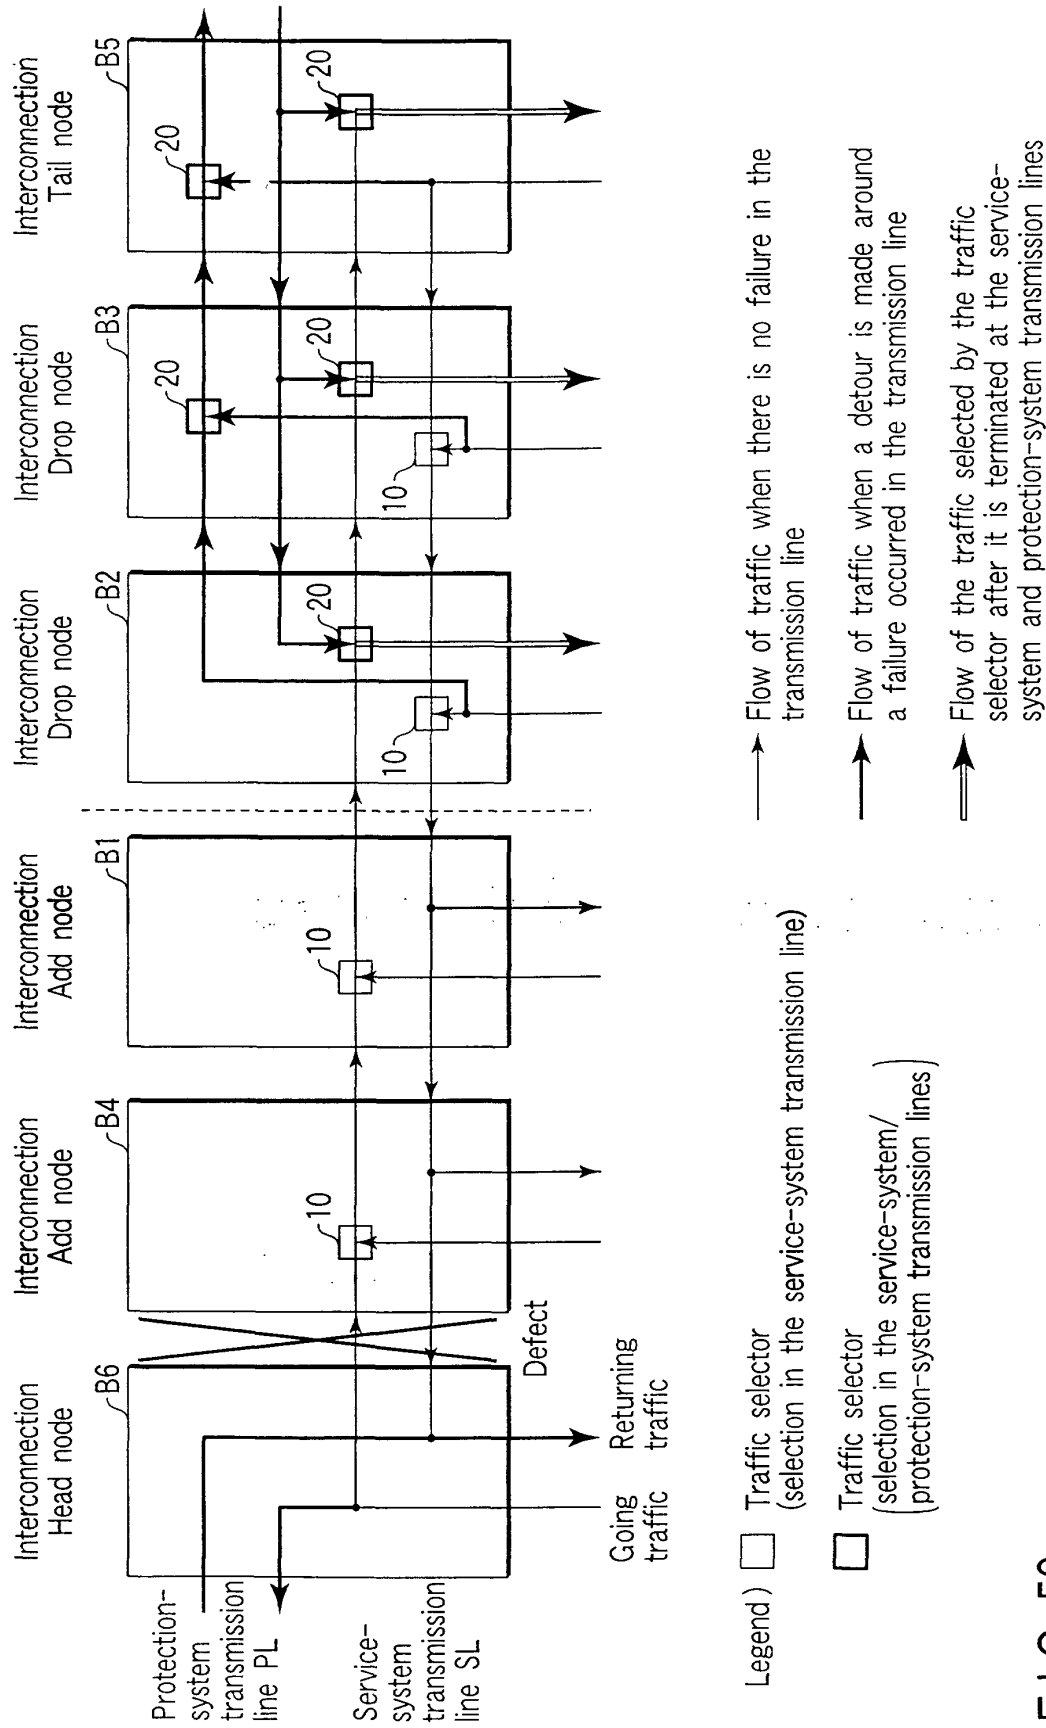 Interconnection
Head node
Interconnection
Add node
Interconnection
Add node
Interconnection
Drop node
Interconnection
Drop node
Interconnection
Tail node
B6
B4
B1
B2
B3
B5
Protection-
system
transmission
line PL
Service-
system
transmission
line SL
10
10
10
20
10
20
20
20
20
Defect
Going
traffic
Returning
traffic
Legend)
Traffic selector
(selection in the service-system transmission line)
Traffic selector
(selection in the service-system/
protection-system transmission lines)
Flow of traffic when there is no failure in the
transmission line
Flow of traffic when a detour is made around
a failure occurred in the transmission line
Flow of the traffic selected by the traffic
selector after it is terminated at the service-
system and protection-system transmission lines